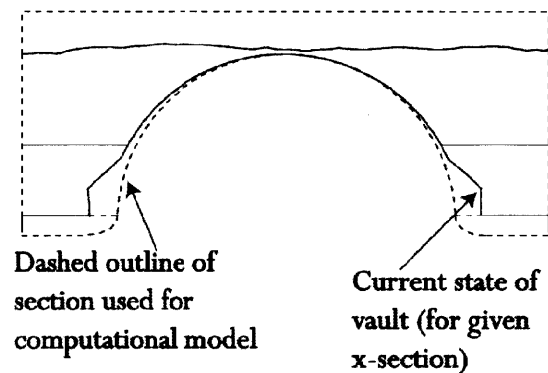 Dashed outline of
section used for
computational model
Current state of
vault (for given
x-section)